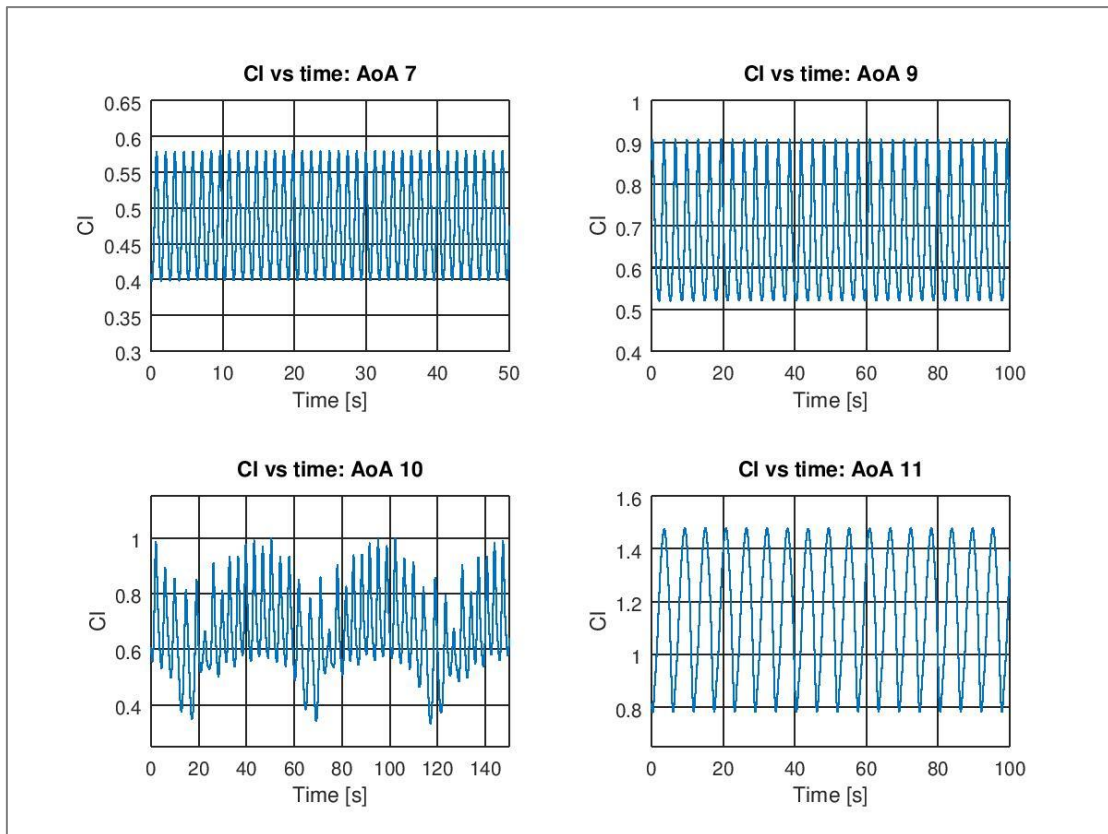 Cl vs time: AoA 7
0.65
0.6
0.55
0.5
0.45
0.4
0.35
0.3
Cl
0 10 20 30 40 50
Time [s]
Cl vs time: AoA 9
1
0.9
0.8
0.7
0.6
0.5
0.4
Cl
0 20 40 60 80 100
Time [s]
Cl vs time: AoA 10
1
0.8
0.6
0.4
Cl
0 20 40 60 80 100 120 140
Time [s]
Cl vs time: AoA 11
1.6
1.4
1.2
1
0.8
Cl
0 20 40 60 80 100
Time [s]